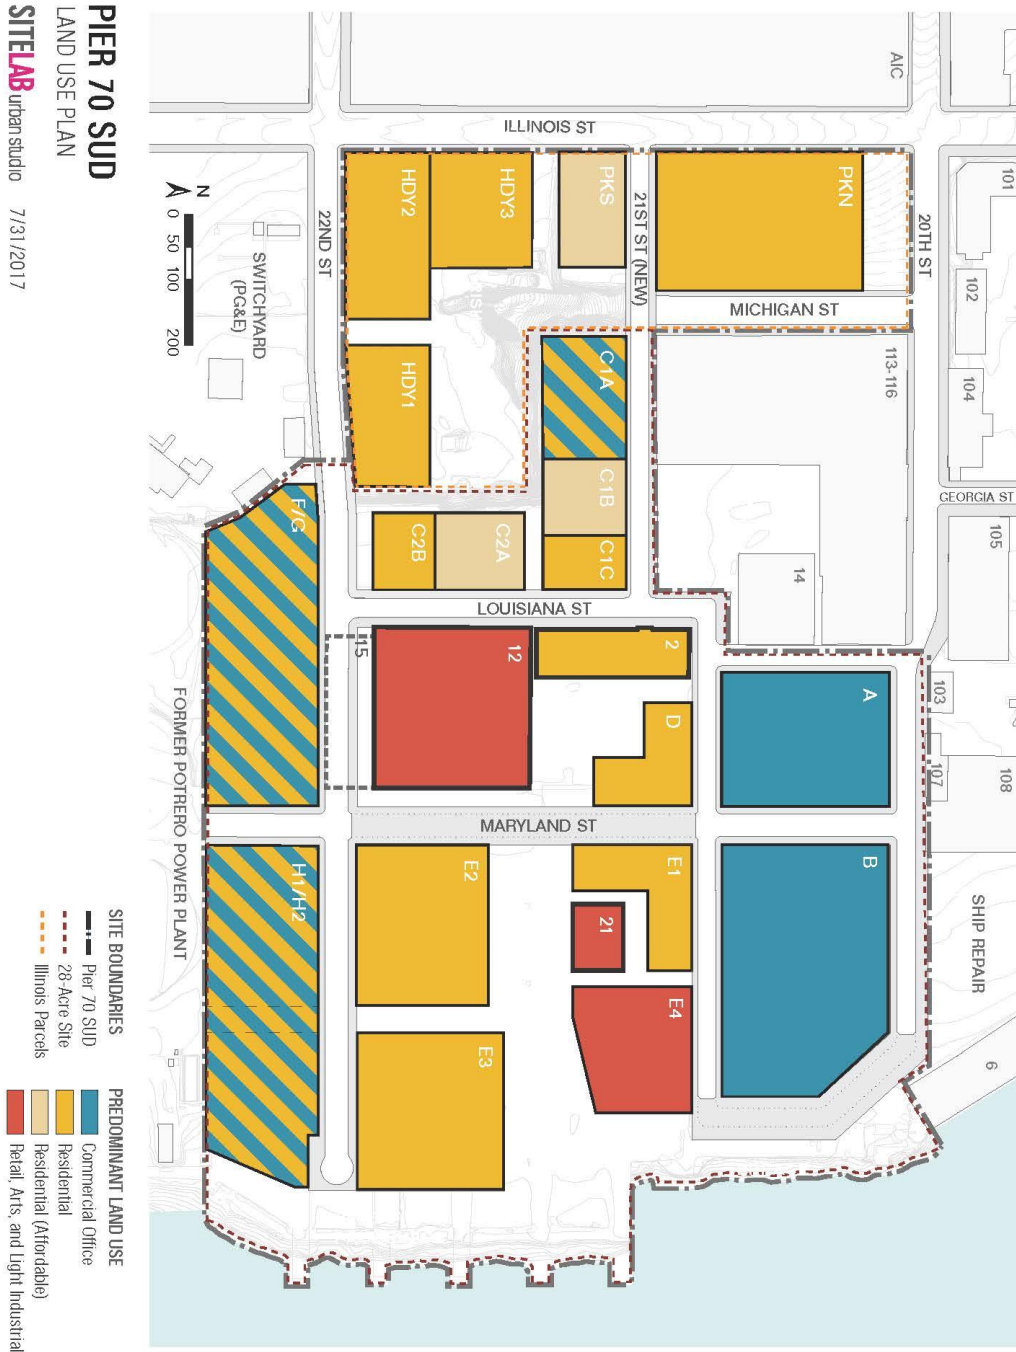 PIER 70 SUD
LAND USE PLAN
SITELAB urban studio 7/31/2017
N
0 50 100 200
AIC
ILLINOIS ST
20TH ST
21ST ST (NEW)
22ND ST
MICHIGAN ST
GEORGIA ST
LOUISIANA ST
MARYLAND ST
SWITCHYARD
(PG&E)
FORMER POTRERO POWER PLANT
SHIP REPAIR
101
102
104
105
103
107
108
6
113-116
14
15
PKN
PKS
HDY3
HDY2
HDY1
C1A
C1B
C1C
C2A
C2B
F/G
12
2
D
A
B
E1
E2
E3
E4
21
H1/H2
SITE BOUNDARIES
Pier 70 SUD
28-Acre Site
Illinois Parcels
PREDOMINANT LAND USE
Commercial Office
Residential
Residential (Affordable)
Retail, Arts, and Light Industrial